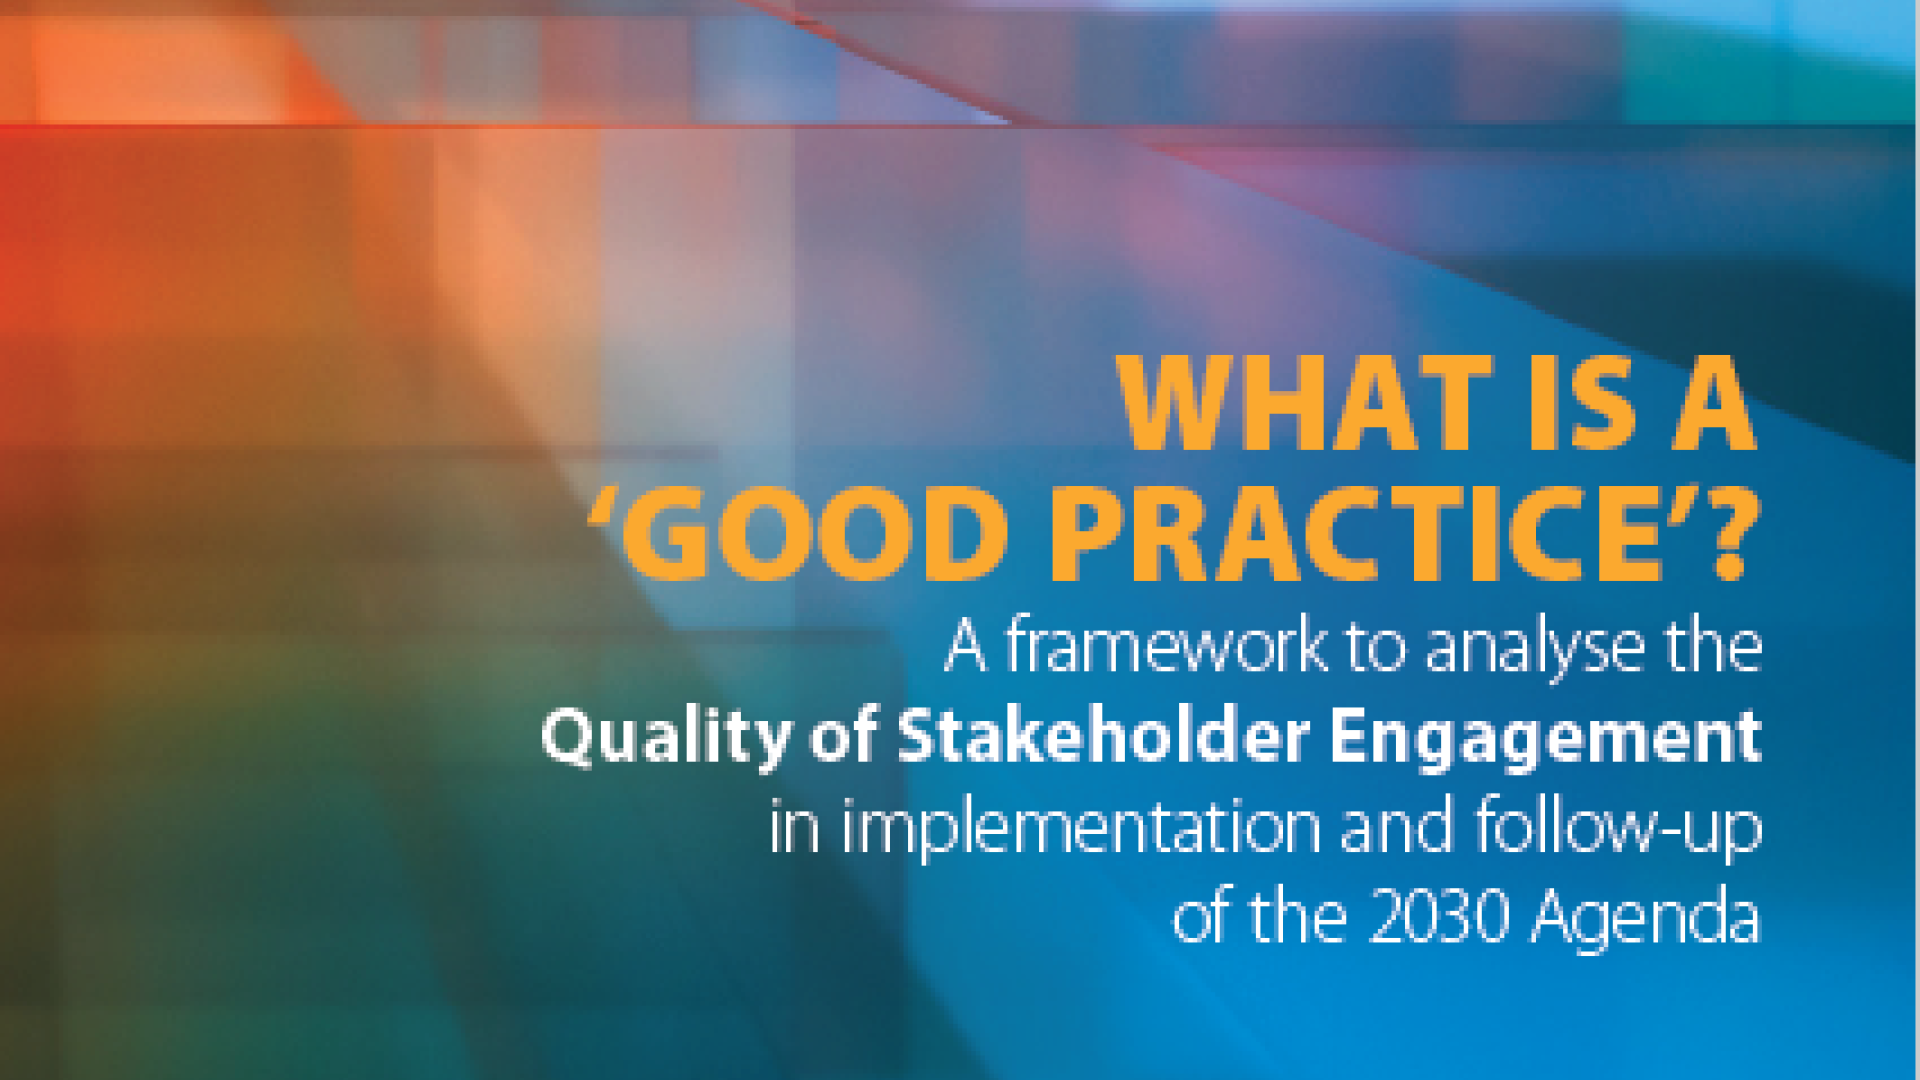 WHAT IS A
‘GOOD PRACTICE’?
A framework to analyse the
Quality of Stakeholder Engagement
in implementation and follow-up
of the 2030 Agenda